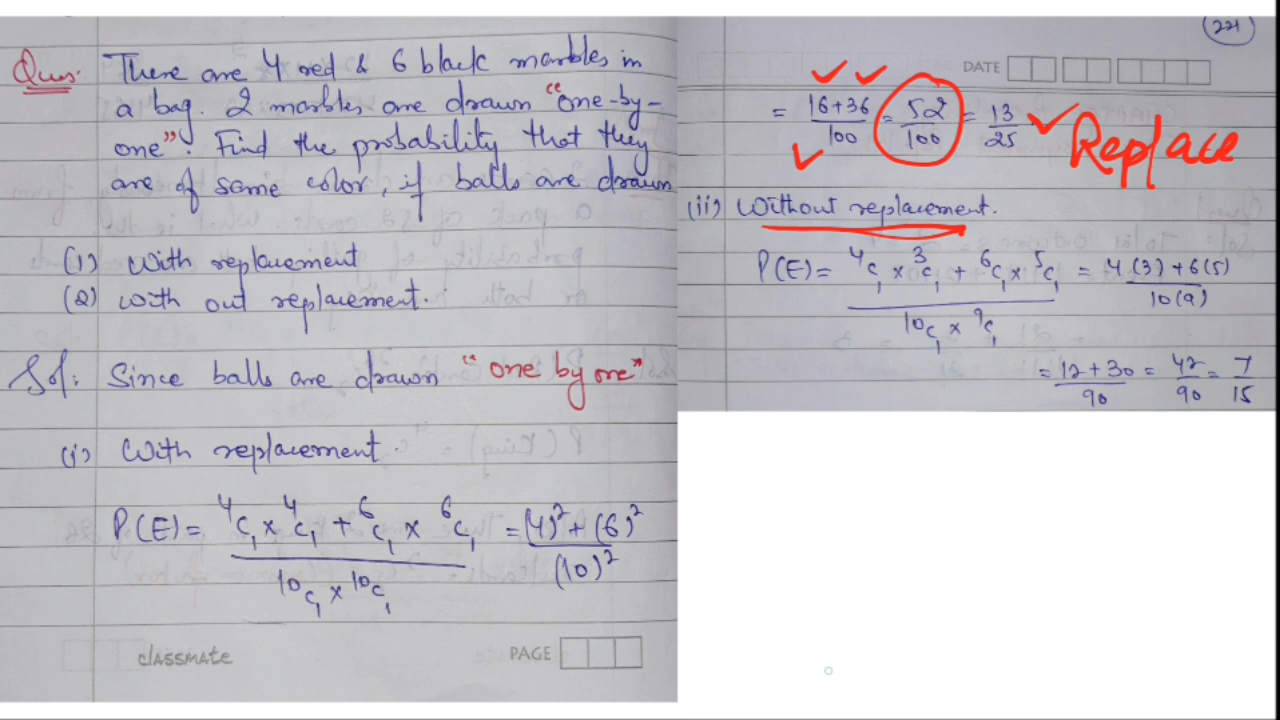 Ques. There are 4 red & 6 black marbles in
a bag. 2 marbles are drawn "one-by-
one". Find the probability that they
are of same color, if balls are drawn
(1) With replacement
(2) With out replacement.
Sol: Since balls are drawn "one by one"
(i) With replacement.
P(E) = ⁴C₁ × ⁴C₁ + ⁶C₁ × ⁶C₁ / ¹⁰C₁ × ¹⁰C₁ = (4)² + (6)² / (10)²
classmate PAGE
221
DATE
= 16+36 / 100 = 52 / 100 = 13 / 25 Replace
(ii) Without replacement.
P(E) = ⁴C₁ × ³C₁ + ⁶C₁ × ⁵C₁ / ¹⁰C₁ × ⁹C₁ = 4(3) + 6(5) / 10(9)
= 12 + 30 / 90 = 42 / 90 = 7 / 15